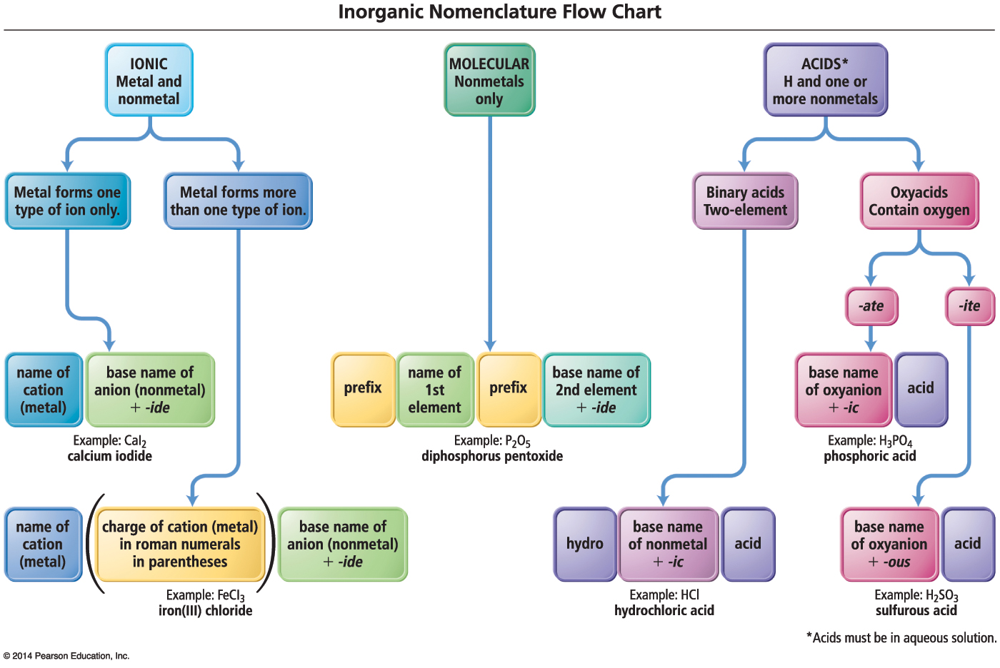 Inorganic Nomenclature Flow Chart
IONIC
Metal and
nonmetal
MOLECULAR
Nonmetals
only
ACIDS*
H and one or
more nonmetals
Metal forms one
type of ion only.
Metal forms more
than one type of ion.
Binary acids
Two-element
Oxyacids
Contain oxygen
-ate
-ite
name of
cation
(metal)
base name of
anion (nonmetal)
+ -ide
Example: CaI₂
calcium iodide
prefix
name of
1st
element
prefix
base name of
2nd element
+ -ide
Example: P₂O₅
diphosphorus pentoxide
base name
of oxyanion
+ -ic
acid
Example: H₃PO₄
phosphoric acid
name of
cation
(metal)
(charge of cation (metal)
in roman numerals
in parentheses)
base name of
anion (nonmetal)
+ -ide
Example: FeCl₃
iron(III) chloride
hydro
base name
of nonmetal
+ -ic
acid
Example: HCl
hydrochloric acid
base name
of oxyanion
+ -ous
acid
Example: H₂SO₃
sulfurous acid
*Acids must be in aqueous solution.
© 2014 Pearson Education, Inc.